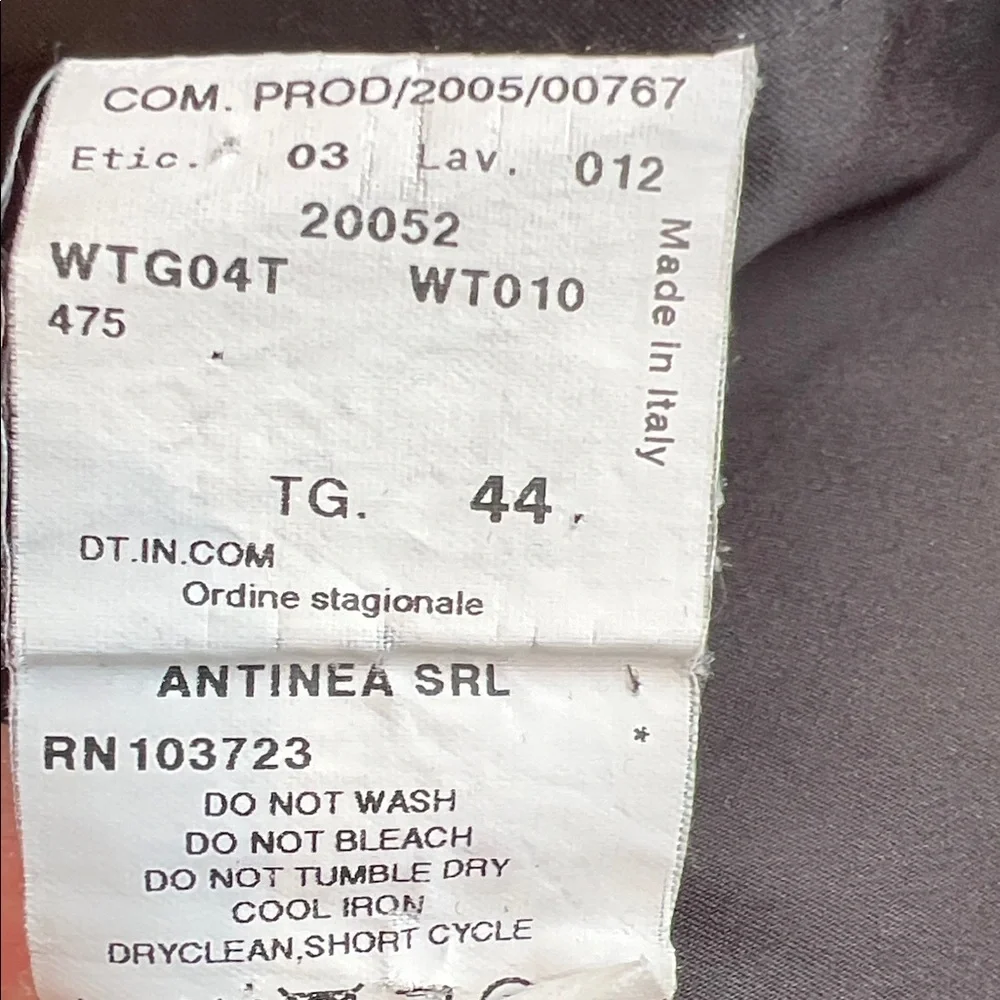 COM. PROD/2005/00767
Etic. 03 Lav. 012
20052
WTG04T WT010
475
Made in Italy
TG. 44
DT.IN.COM
Ordine stagionale
ANTINEA SRL
*
RN 103723
DO NOT WASH
DO NOT BLEACH
DO NOT TUMBLE DRY
COOL IRON
DRYCLEAN,SHORT CYCLE